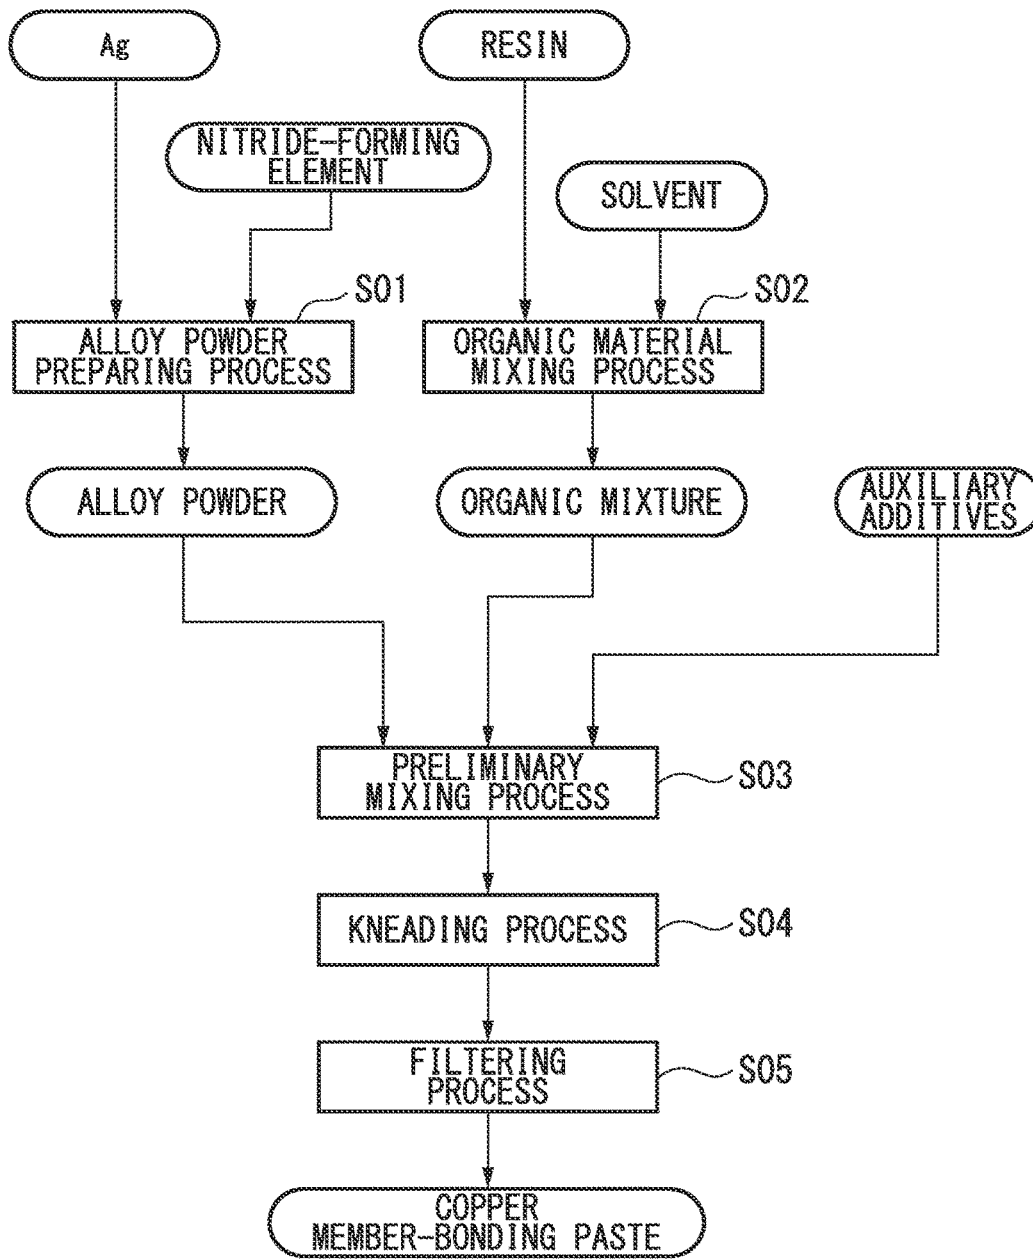 Ag
RESIN
NITRIDE-FORMING
ELEMENT
SOLVENT
S01
S02
ALLOY POWDER
PREPARING PROCESS
ORGANIC MATERIAL
MIXING PROCESS
ALLOY POWDER
ORGANIC MIXTURE
AUXILIARY
ADDITIVES
PRELIMINARY
MIXING PROCESS
S03
KNEADING PROCESS
S04
FILTERING
PROCESS
S05
COPPER
MEMBER-BONDING PASTE